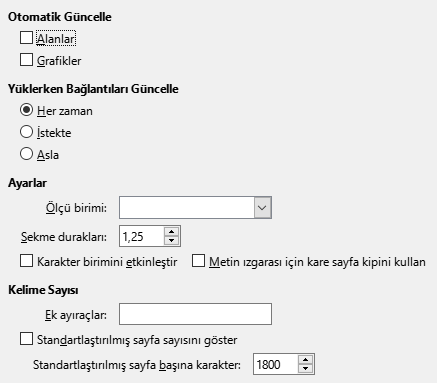 Otomatik Güncelle
Alanlar
Grafikler
Yüklerken Bağlantıları Güncelle
Her zaman
İstekte
Asla
Ayarlar
Ölçü birimi:
Sekme durakları: 1,25
Karakter birimini etkinleştir Metin ızgarası için kare sayfa kipini kullan
Kelime Sayısı
Ek ayıraçlar:
Standartlaştırılmış sayfa sayısını göster
Standartlaştırılmış sayfa başına karakter: 1800